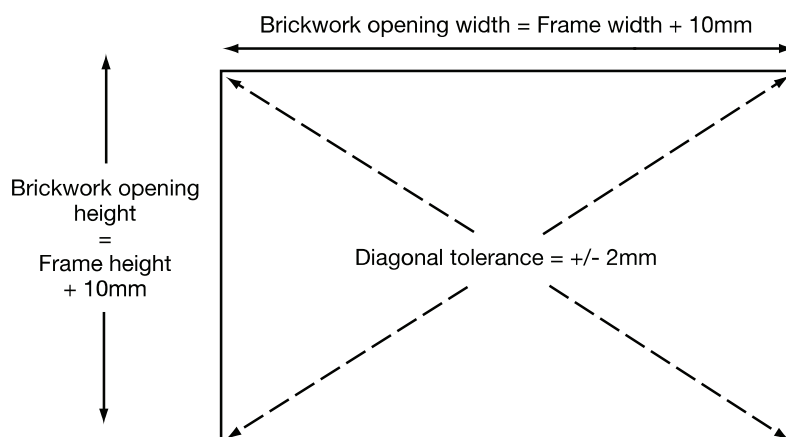 Brickwork opening width = Frame width + 10mm
Brickwork opening
height
=
Frame height
+ 10mm
Diagonal tolerance = +/- 2mm